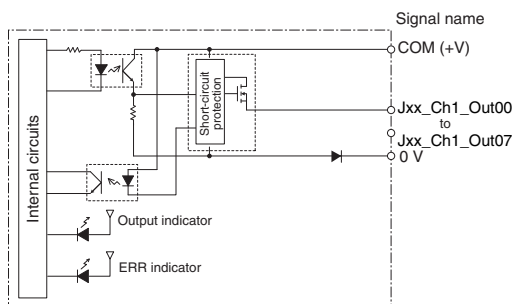 Signal name
COM (+V)
Jxx_Ch1_Out00
to
Jxx_Ch1_Out07
0 V
Internal circuits
Short-circuit
protection
Output indicator
ERR indicator